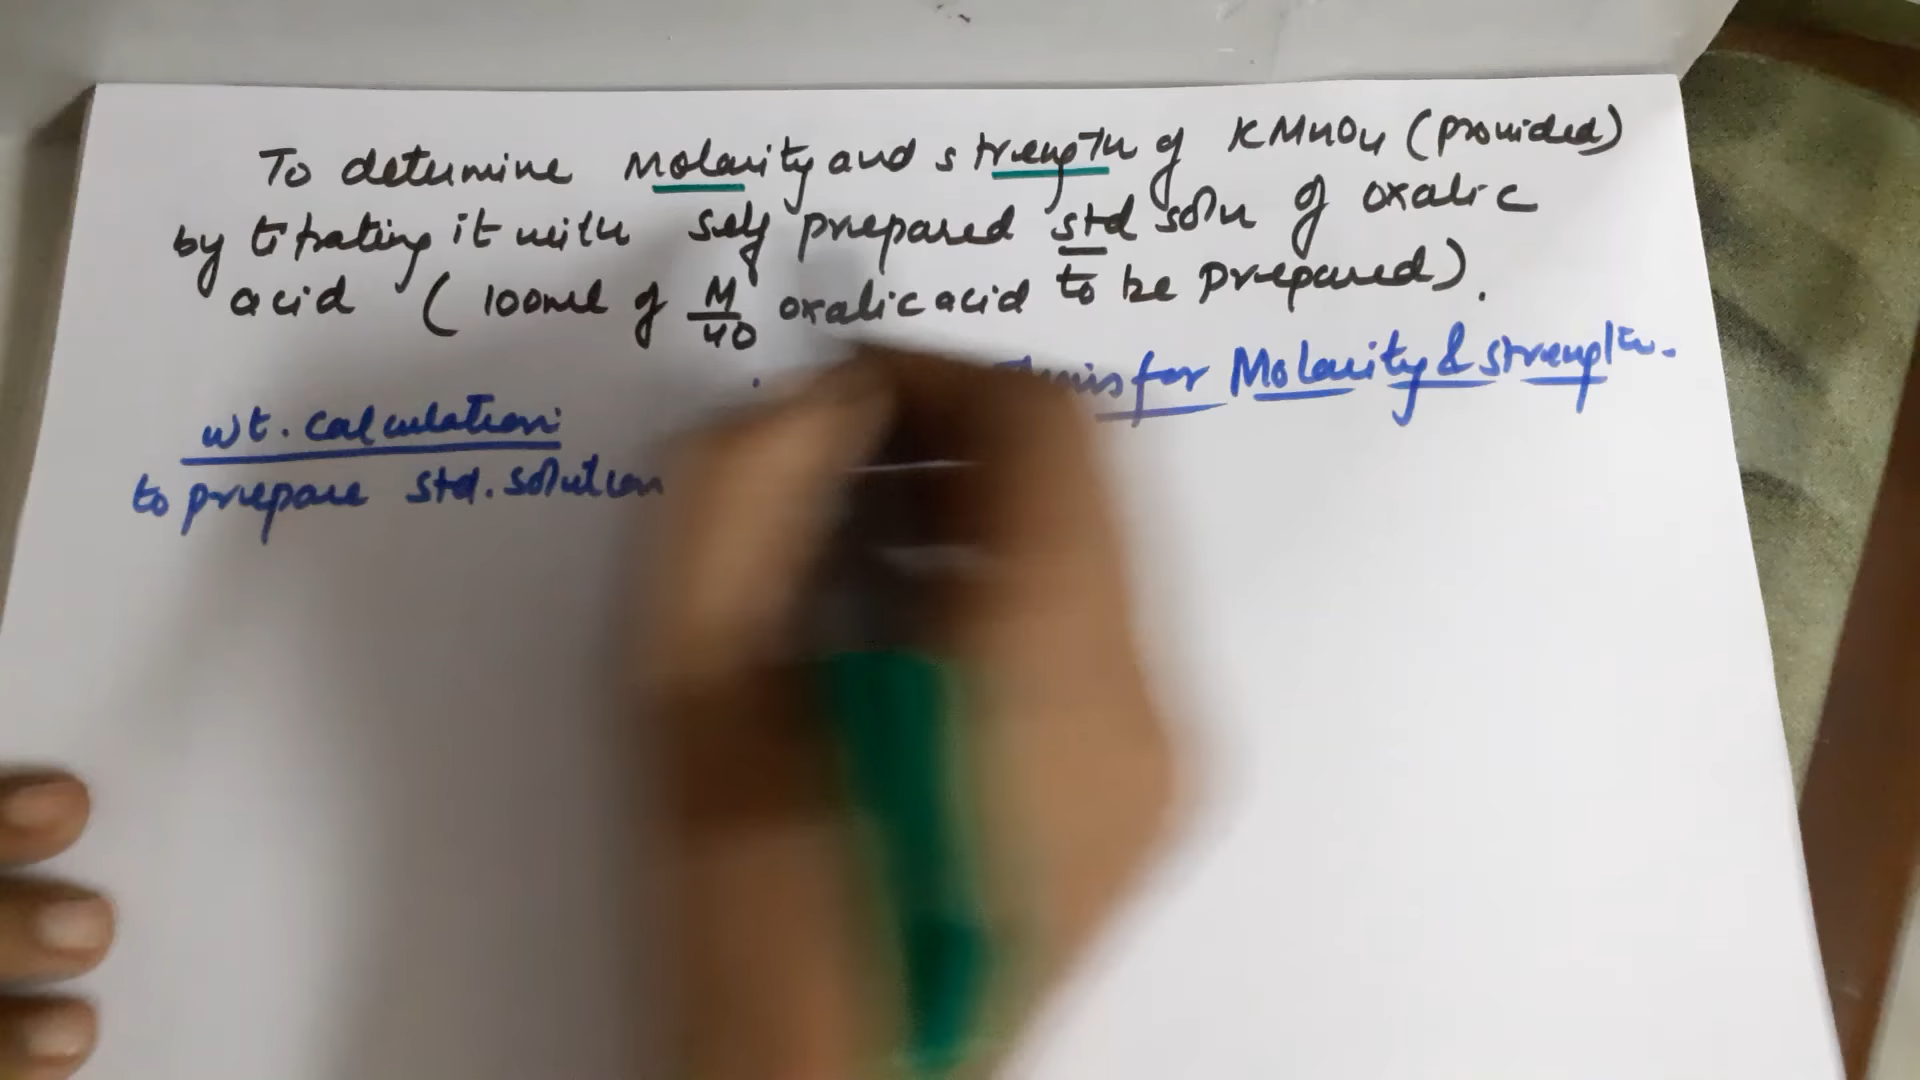 To determine Molarity and strength of KMnO4 (provided)
by titrating it with self prepared std soln of oxalic
acid ( 100ml of M/40 oxalic acid to be prepared).
for Molarity & strength.
wt. calculation
to prepare std. solution